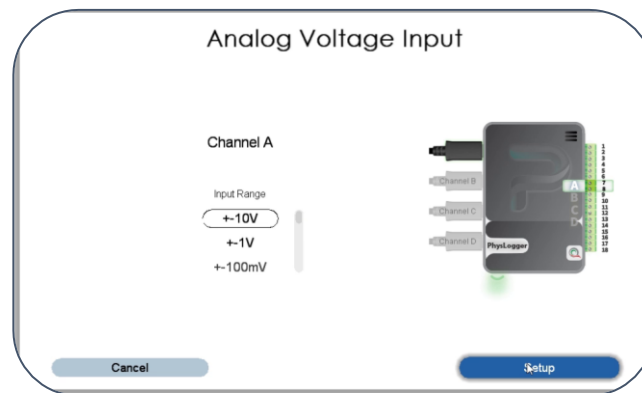 Analog Voltage Input
Channel A
Input Range
+-10V
+-1V
+-100mV
Channel B
Channel C
Channel D
PhysLogger
A
B
C
D
1
2
3
4
5
6
7
8
9
10
11
12
13
14
15
16
17
18
Cancel
Setup